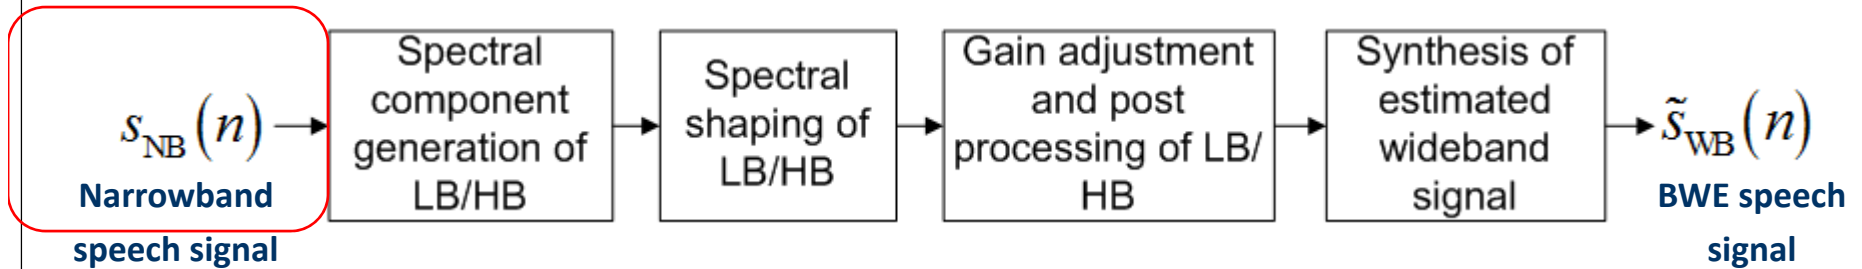 s_NB(n)
Narrowband
speech signal
Spectral
component
generation of
LB/HB
Spectral
shaping of
LB/HB
Gain adjustment
and post
processing of LB/
HB
Synthesis of
estimated
wideband
signal
s̃_WB(n)
BWE speech
signal